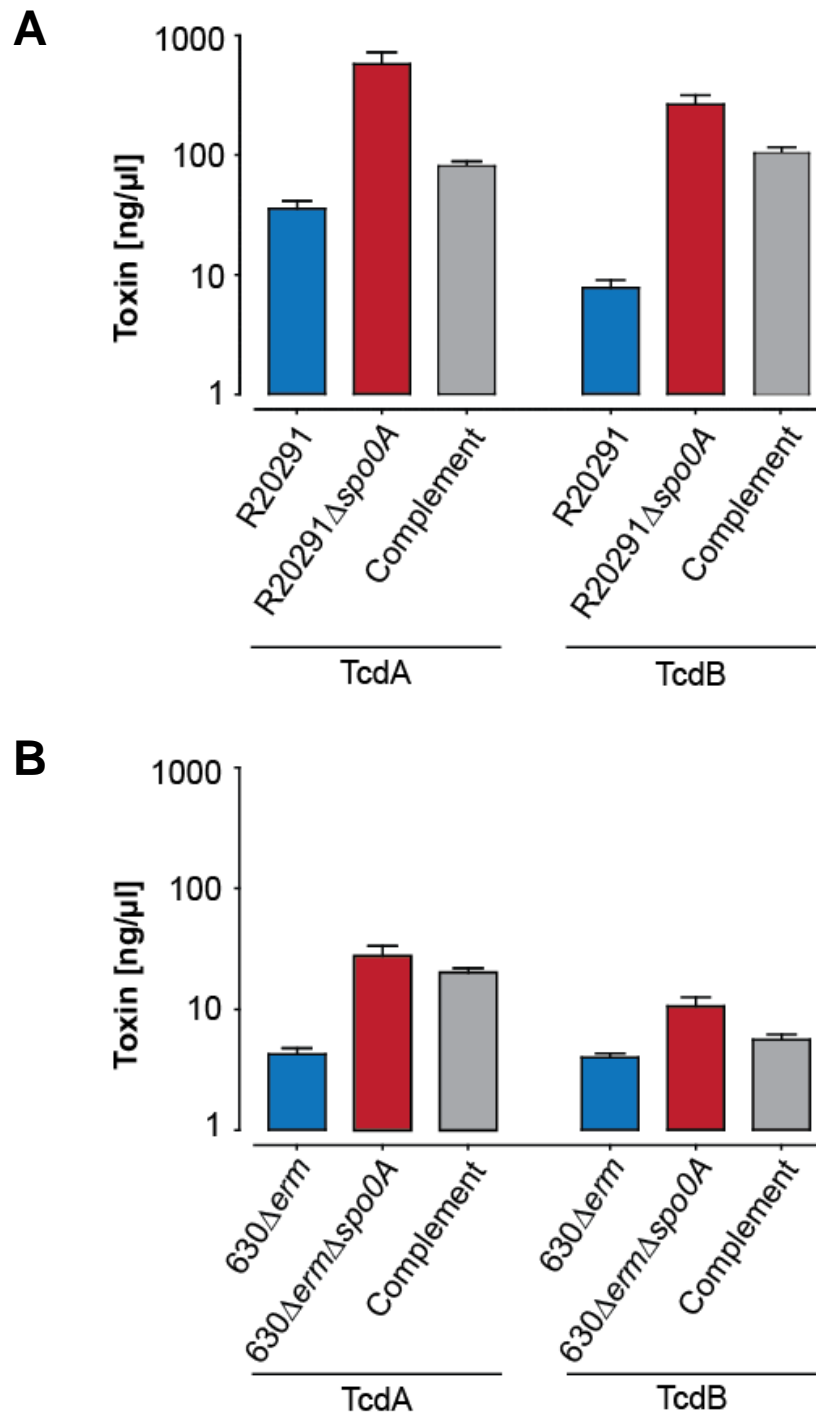 A
1000
100
10
1
Toxin [ng/µl]
R20291
R20291Δspo0A
Complement
R20291
R20291Δspo0A
Complement
TcdA
TcdB
B
1000
100
10
1
Toxin [ng/µl]
630Δerm
630ΔermΔspo0A
Complement
630Δerm
630ΔermΔspo0A
Complement
TcdA
TcdB